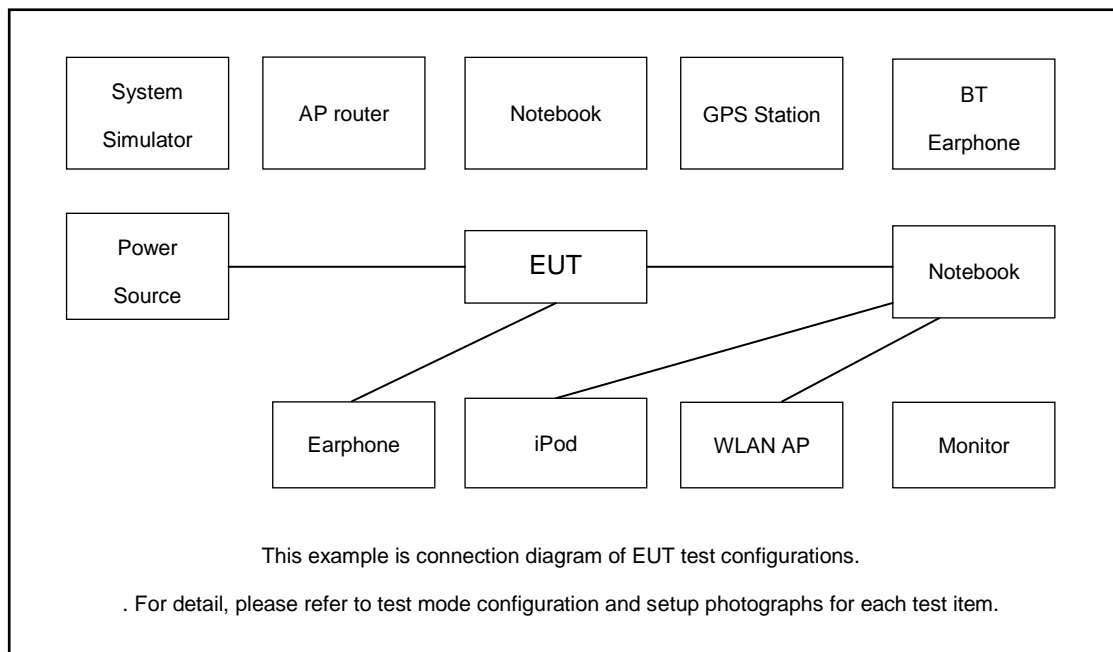 System
Simulator
AP router
Notebook
GPS Station
BT
Earphone
Power
Source
EUT
Notebook
Earphone
iPod
WLAN AP
Monitor
This example is connection diagram of EUT test configurations.
. For detail, please refer to test mode configuration and setup photographs for each test item.